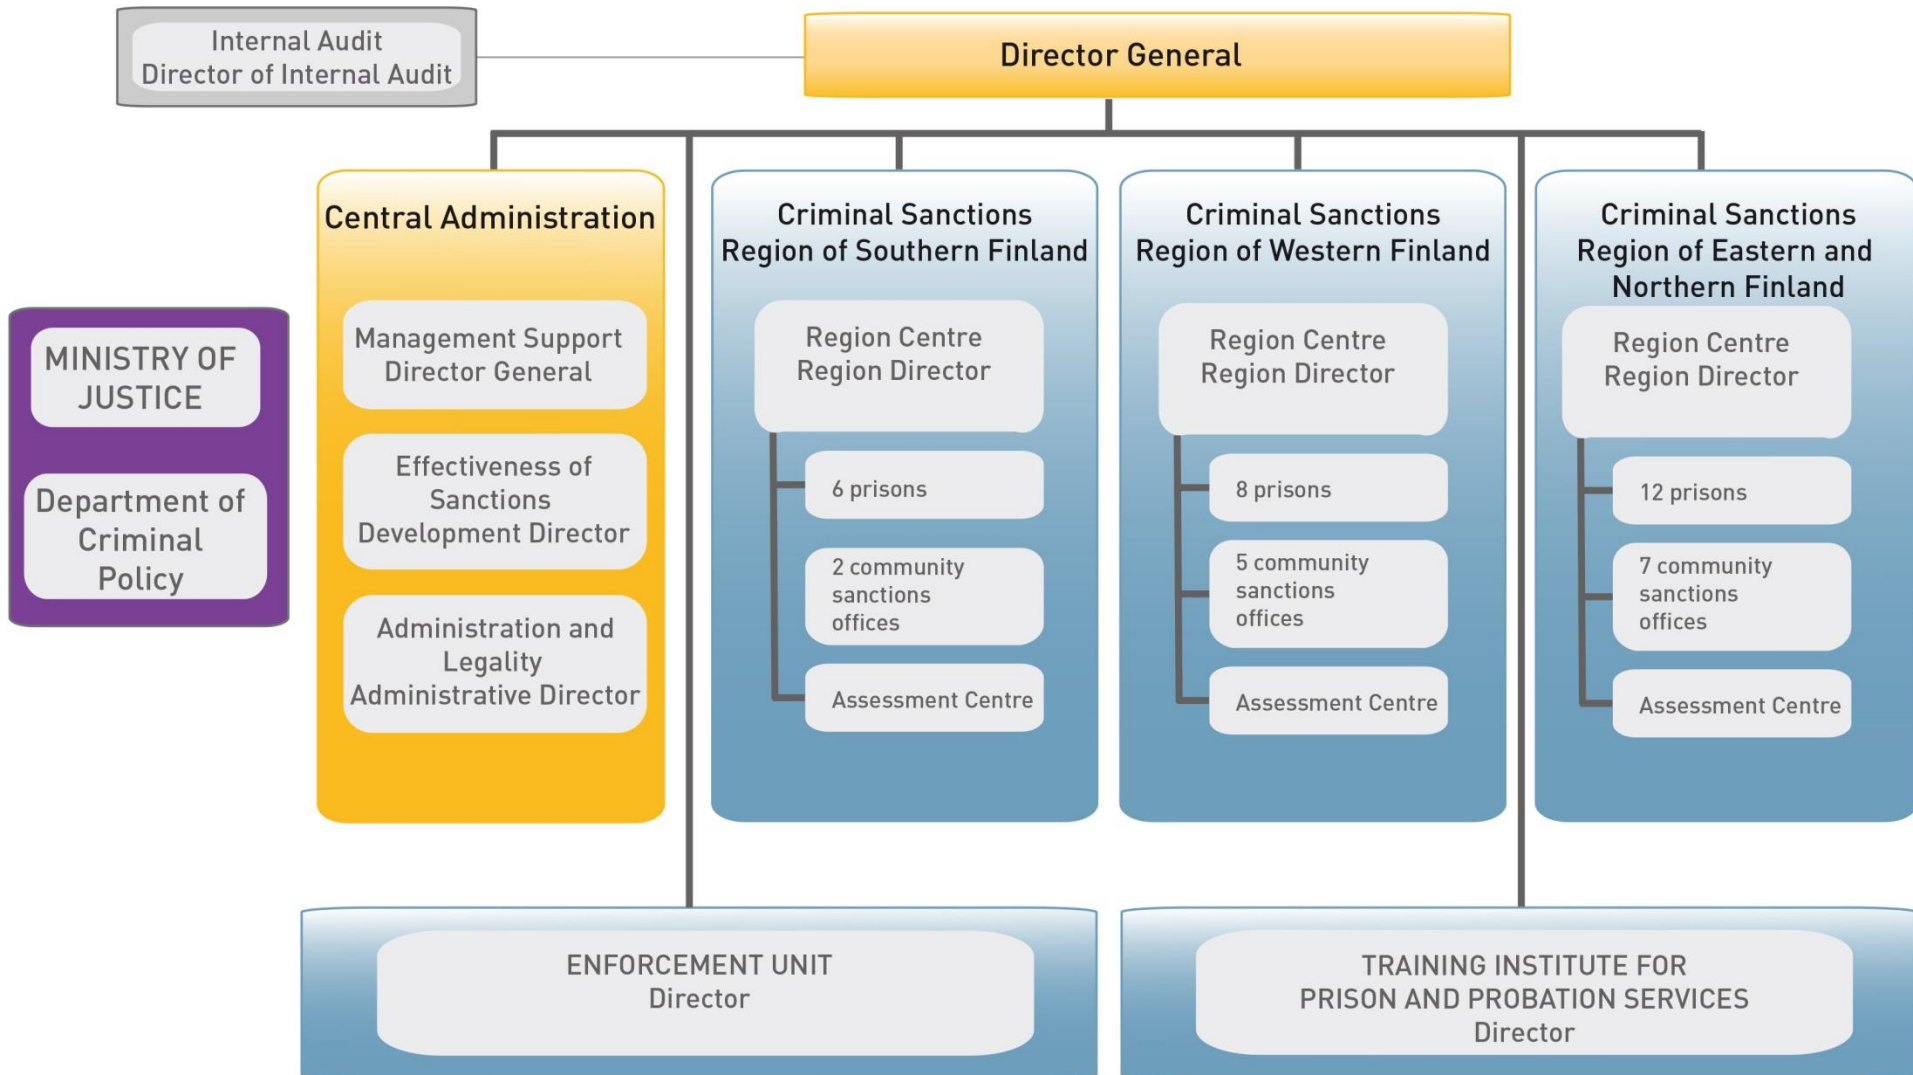 Internal Audit
Director of Internal Audit
Director General
MINISTRY OF
JUSTICE
Department of
Criminal
Policy
Central Administration
Management Support
Director General
Effectiveness of
Sanctions
Development Director
Administration and
Legality
Administrative Director
Criminal Sanctions
Region of Southern Finland
Region Centre
Region Director
6 prisons
2 community
sanctions
offices
Assessment Centre
Criminal Sanctions
Region of Western Finland
Region Centre
Region Director
8 prisons
5 community
sanctions
offices
Assessment Centre
Criminal Sanctions
Region of Eastern and
Northern Finland
Region Centre
Region Director
12 prisons
7 community
sanctions
offices
Assessment Centre
ENFORCEMENT UNIT
Director
TRAINING INSTITUTE FOR
PRISON AND PROBATION SERVICES
Director